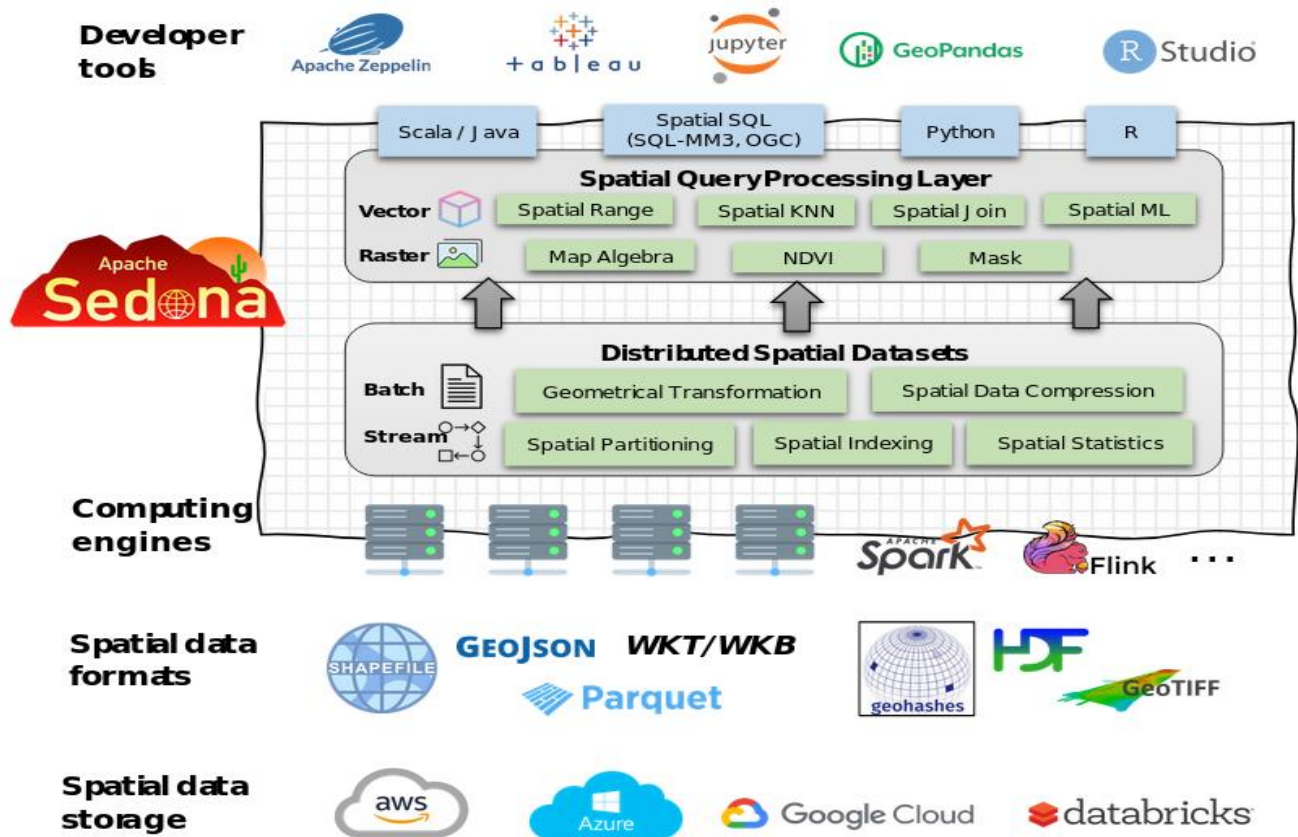 Developer
tools
Apache Zeppelin
+ a b l e a u
jupyter
GeoPandas
R Studio
Scala / Java
Spatial SQL
(SQL-MM3, OGC)
Python
R
Spatial Query Processing Layer
Vector
Spatial Range
Spatial KNN
Spatial Join
Spatial ML
Raster
Map Algebra
NDVI
Mask
Apache
Sedona
Distributed Spatial Datasets
Batch
Geometrical Transformation
Spatial Data Compression
Stream
Spatial Partitioning
Spatial Indexing
Spatial Statistics
Computing
engines
APACHE
Spark™
Flink
...
Spatial data
formats
SHAPEFILE
GEOJSON
WKT/WKB
Parquet
geohashes
HDF
GeoTIFF
Spatial data
storage
aws
Azure
Google Cloud
databricks